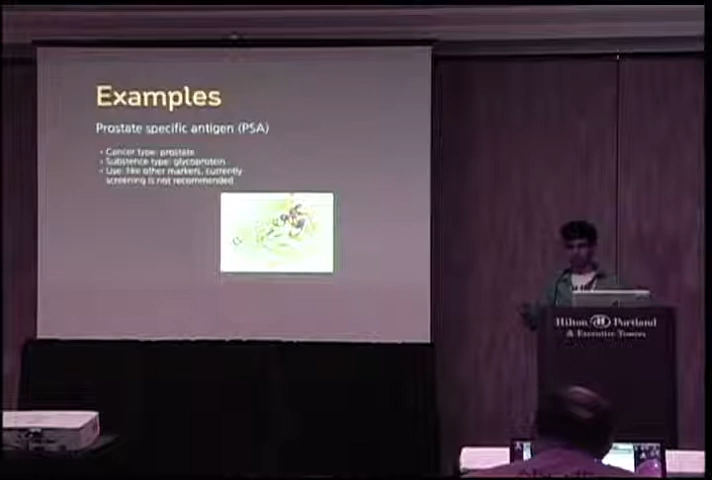 Examples
Prostate specific antigen (PSA)
• Cancer type: prostate
• Substence type: glycoprotein
• Use: like other markers, currently
screening is not recommended
Hilton Portland
& Executive Towers